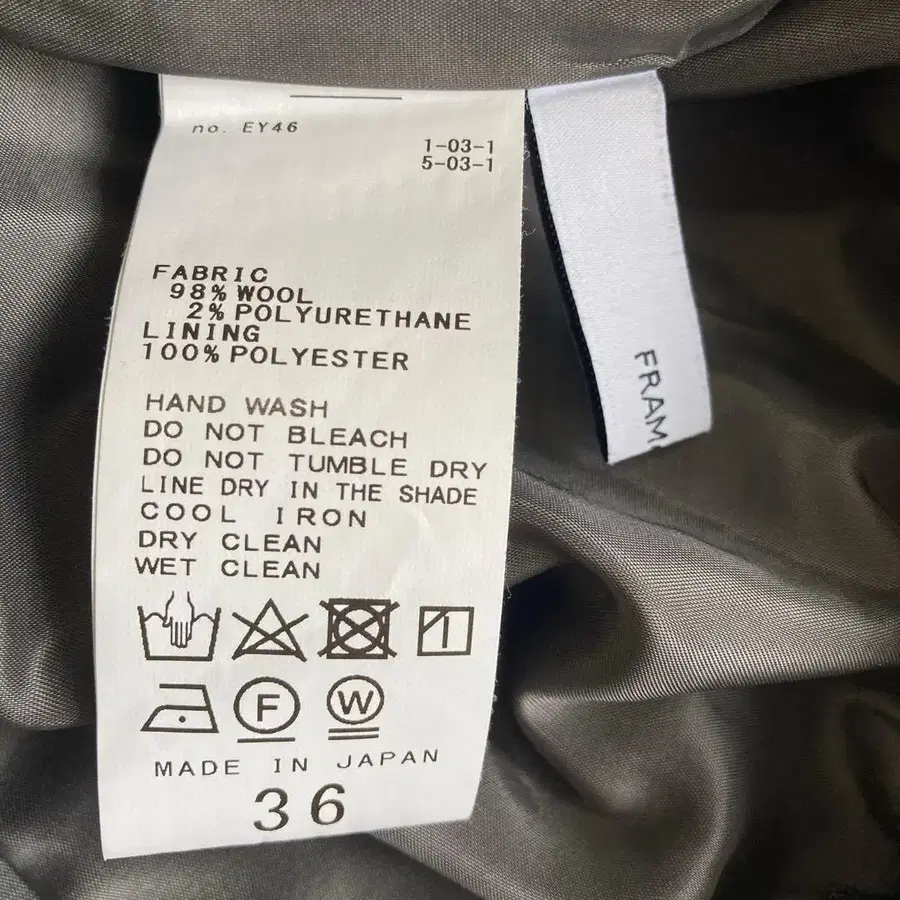 no. EY46
1-03-1
5-03-1
FABRIC
98% WOOL
2% POLYURETHANE
LINING
100% POLYESTER
HAND WASH
DO NOT BLEACH
DO NOT TUMBLE DRY
LINE DRY IN THE SHADE
COOL IRON
DRY CLEAN
WET CLEAN
F W
MADE IN JAPAN
36
FRAM